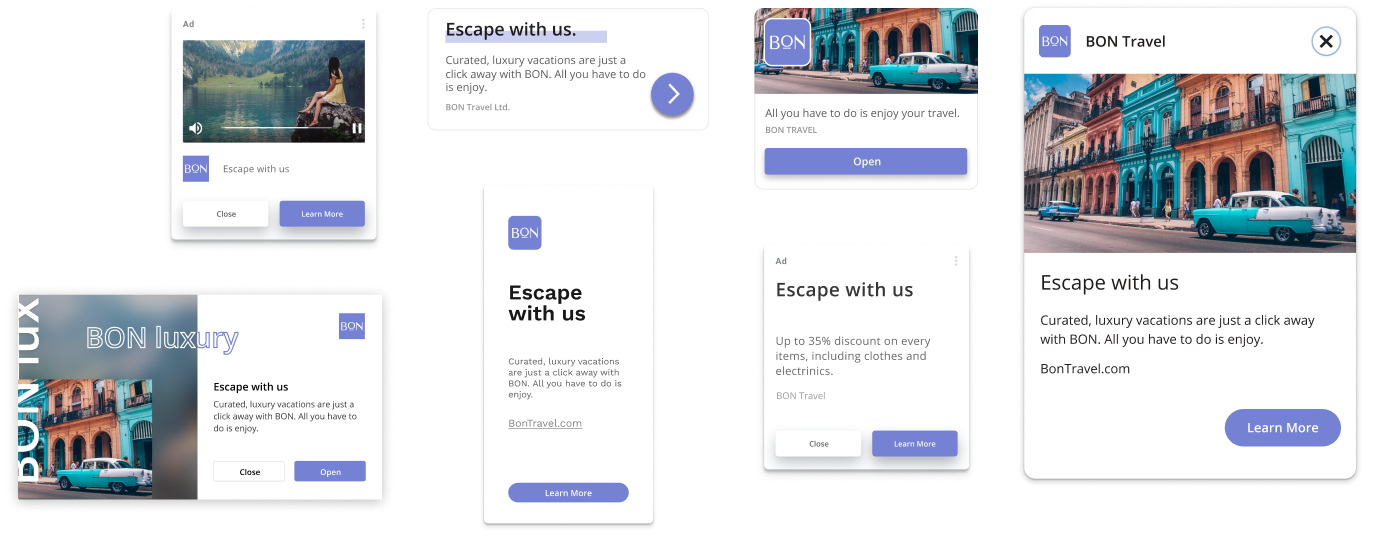 Ad
BON
Escape with us
Close
Learn More
Escape with us.
Curated, luxury vacations are just a
click away with BON. All you have to do
is enjoy.
BON Travel Ltd.
BON
All you have to do is enjoy your travel.
BON TRAVEL
Open
BON
BON Travel
Escape with us
Curated, luxury vacations are just a click away
with BON. All you have to do is enjoy.
BonTravel.com
Learn More
BON lux
BON luxury
BON
Escape with us
Curated, luxury vacations are just a
click away with BON. All you have to
do is enjoy.
Close
Open
BON
Escape
with us
Curated, luxury vacations
are just a click away with
BON. All you have to do is
enjoy.
BonTravel.com
Learn More
Ad
Escape with us
Up to 35% discount on every
items, including clothes and
electrinics.
BON Travel
Close
Learn More